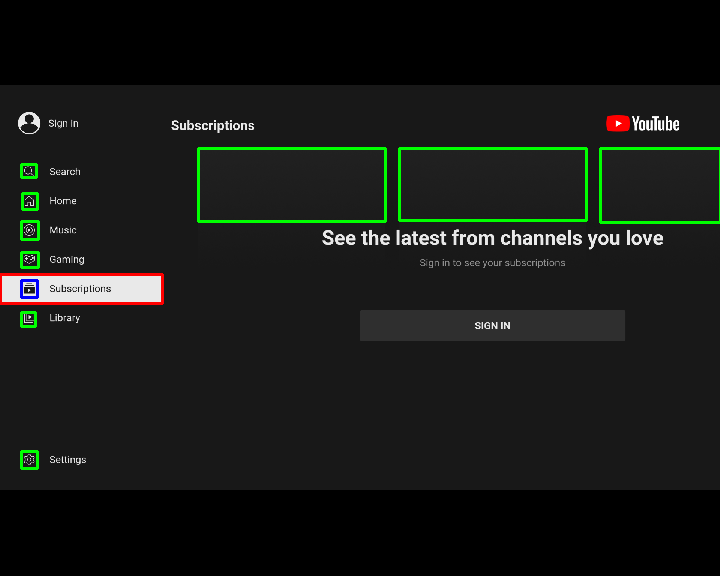 Sign In
Subscriptions
YouTube
Search
Home
Music
Gaming
Subscriptions
Library
Settings
See the latest from channels you love
Sign in to see your subscriptions
SIGN IN